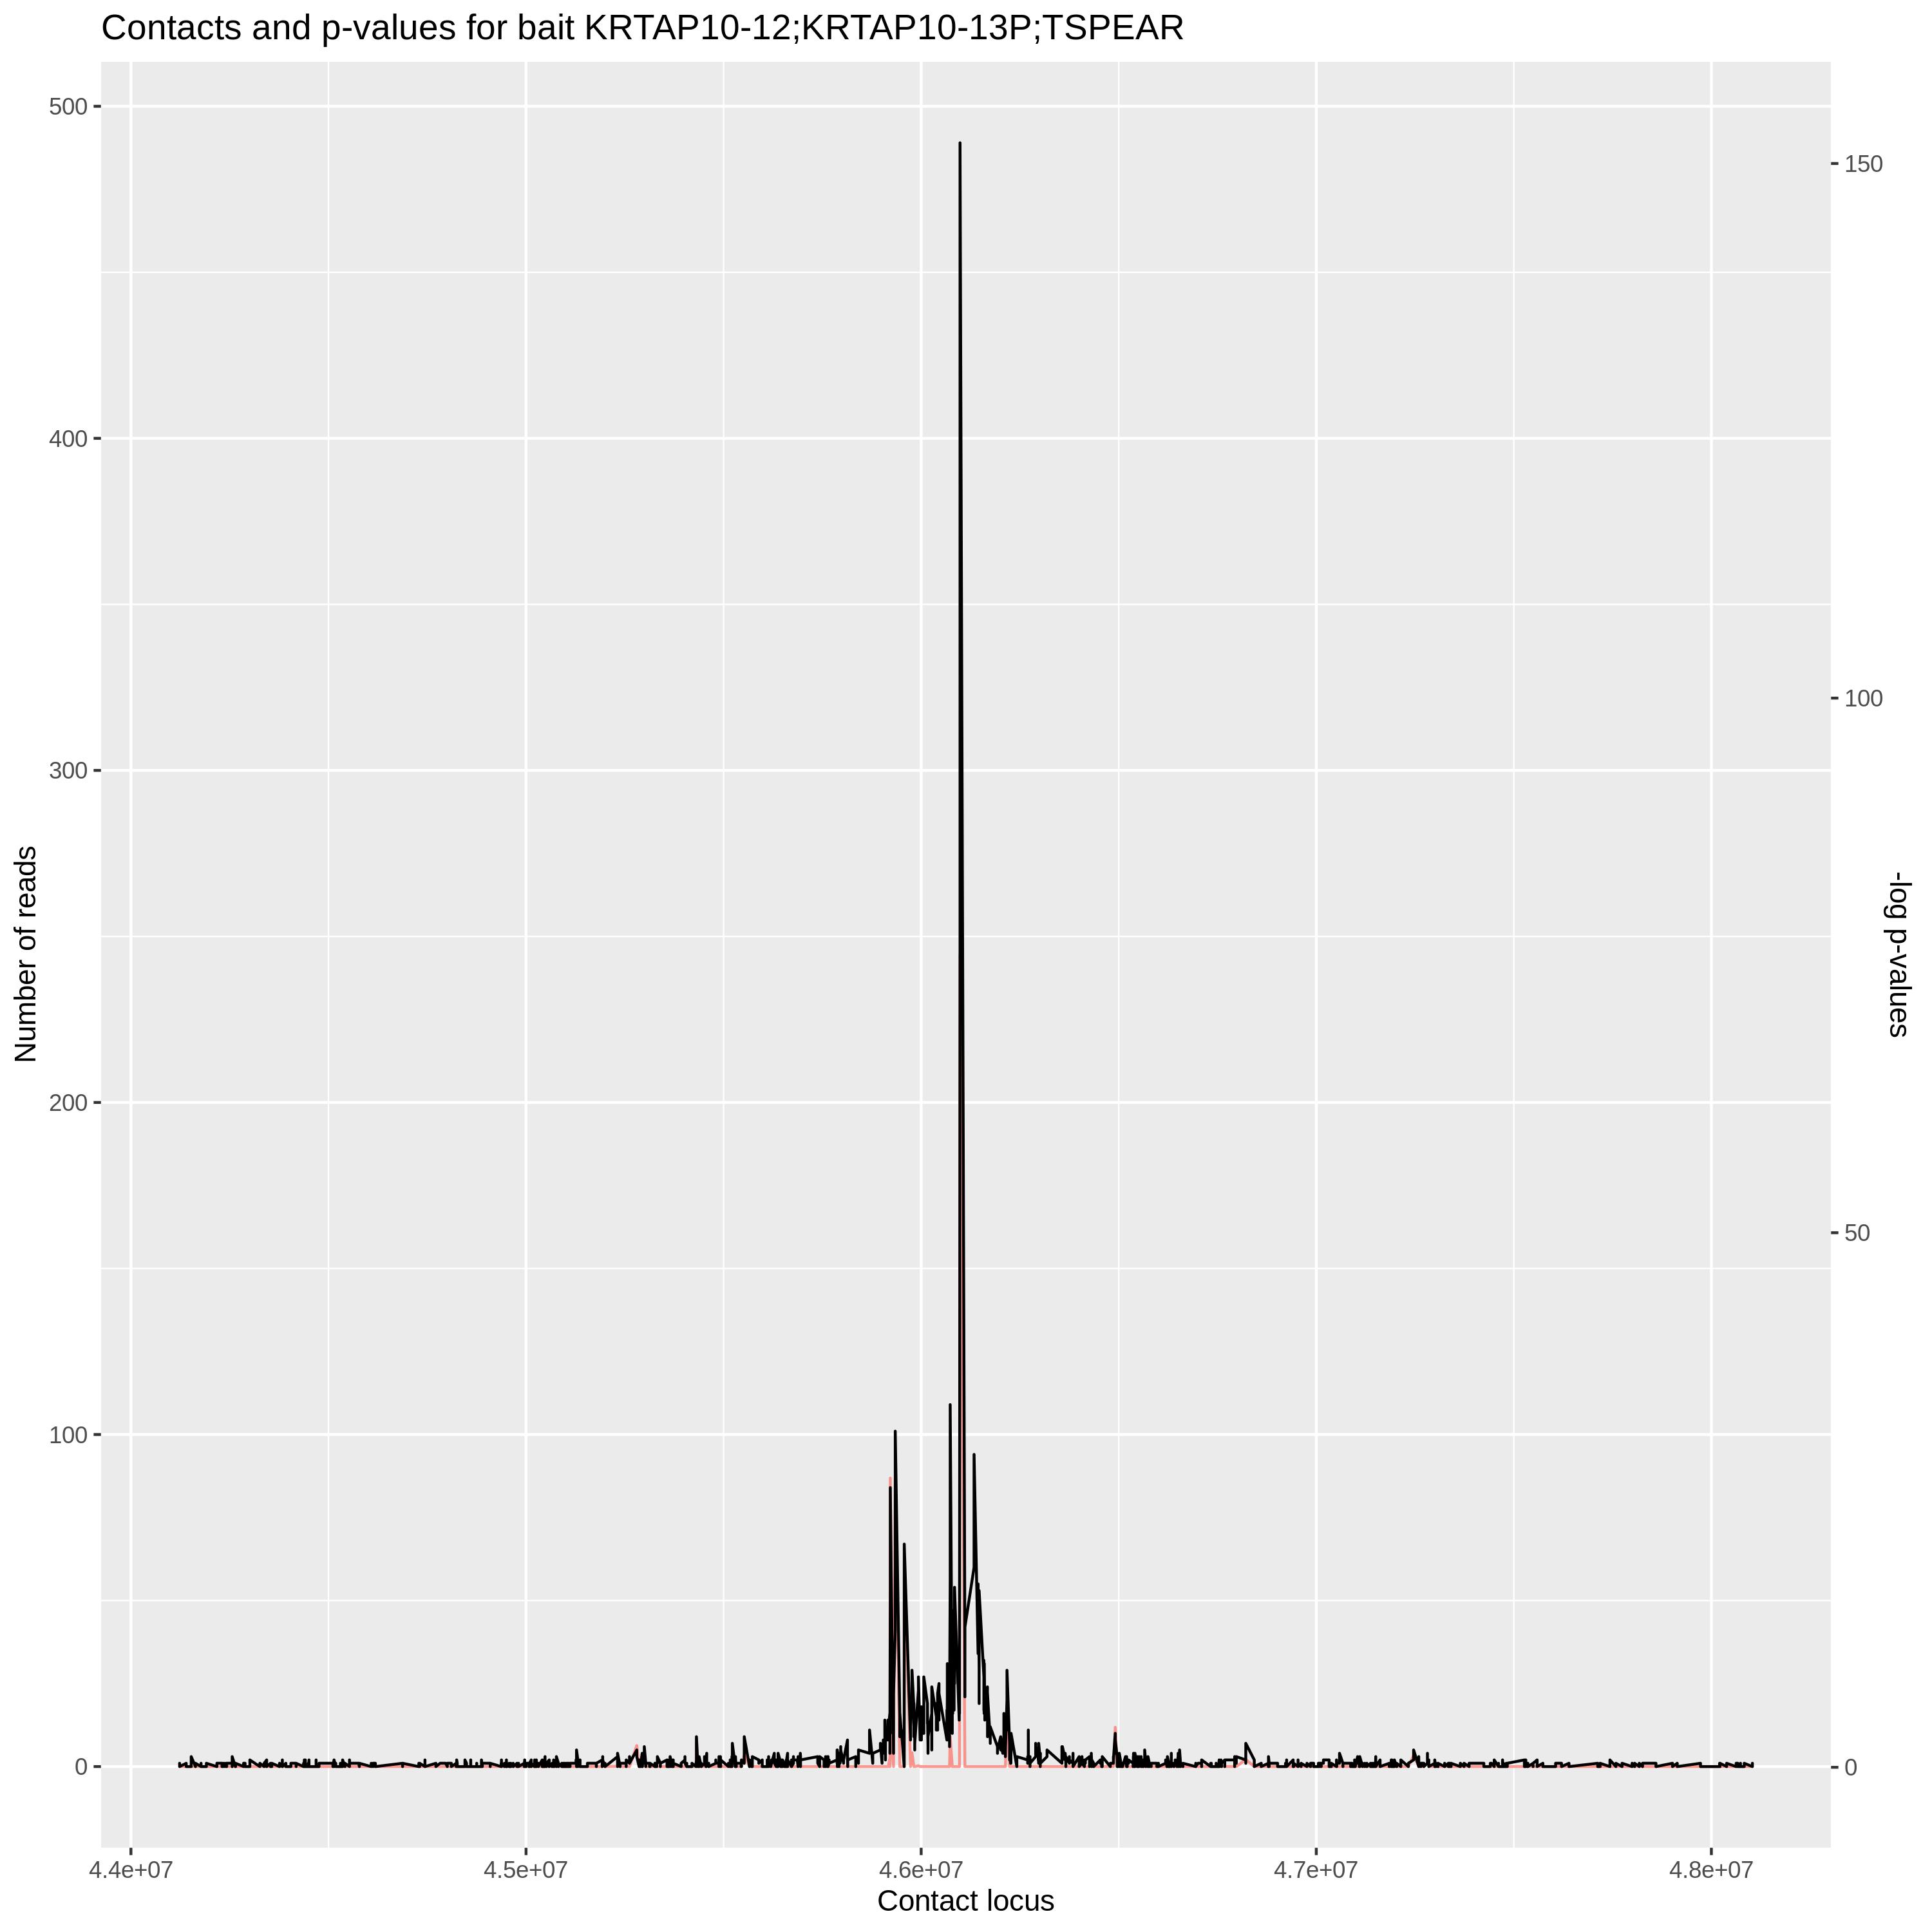 Contacts and p-values for bait KRTAP10-12;KRTAP10-13P;TSPEAR
500
400
300
200
100
0
Number of reads
150
100
50
0
-log p-values
4.4e+07
4.5e+07
4.6e+07
4.7e+07
4.8e+07
Contact locus